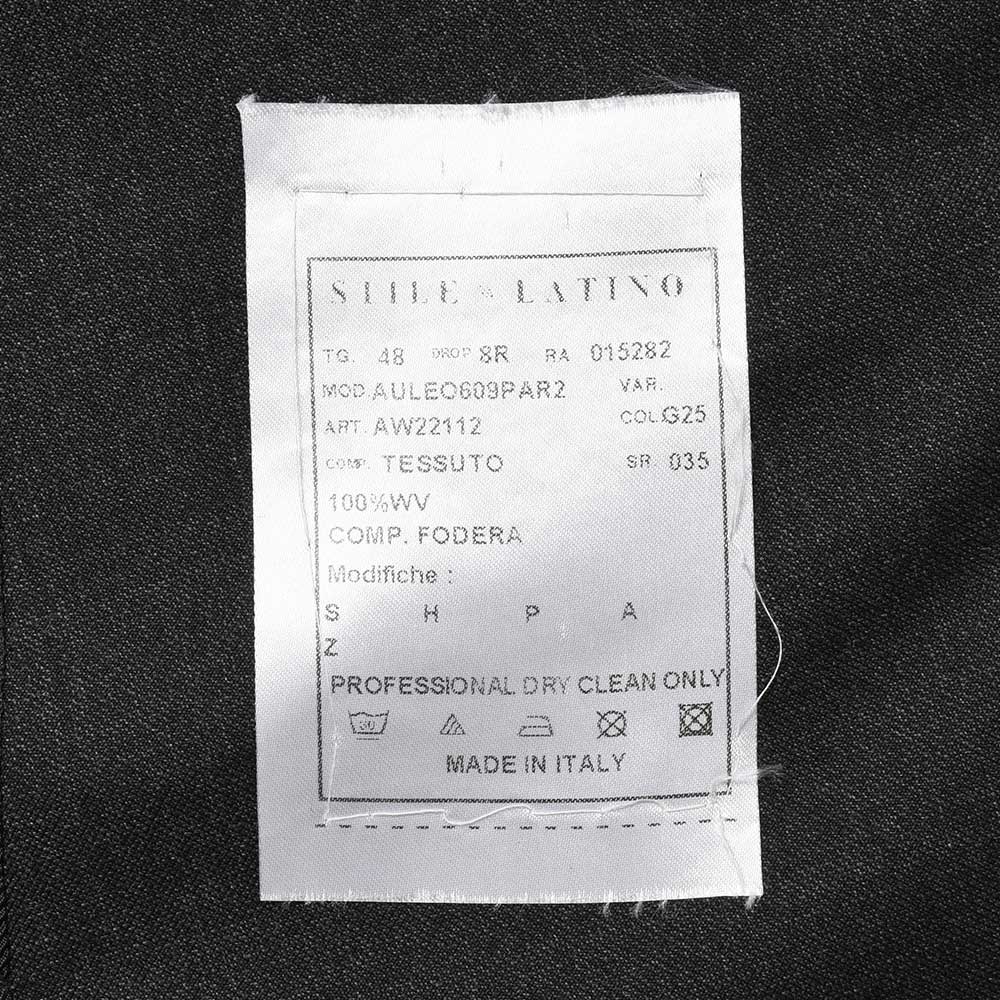 STILE LATINO
TG. 48 DROP 8R RA 015282
MOD. AULEO609PAR2 VAR.
ART. AW22112 COL. G25
COMP. TESSUTO SR. 035
100%WV
COMP. FODERA
Modifiche :
S H P A
Z
PROFESSIONAL DRY CLEAN ONLY
30
MADE IN ITALY